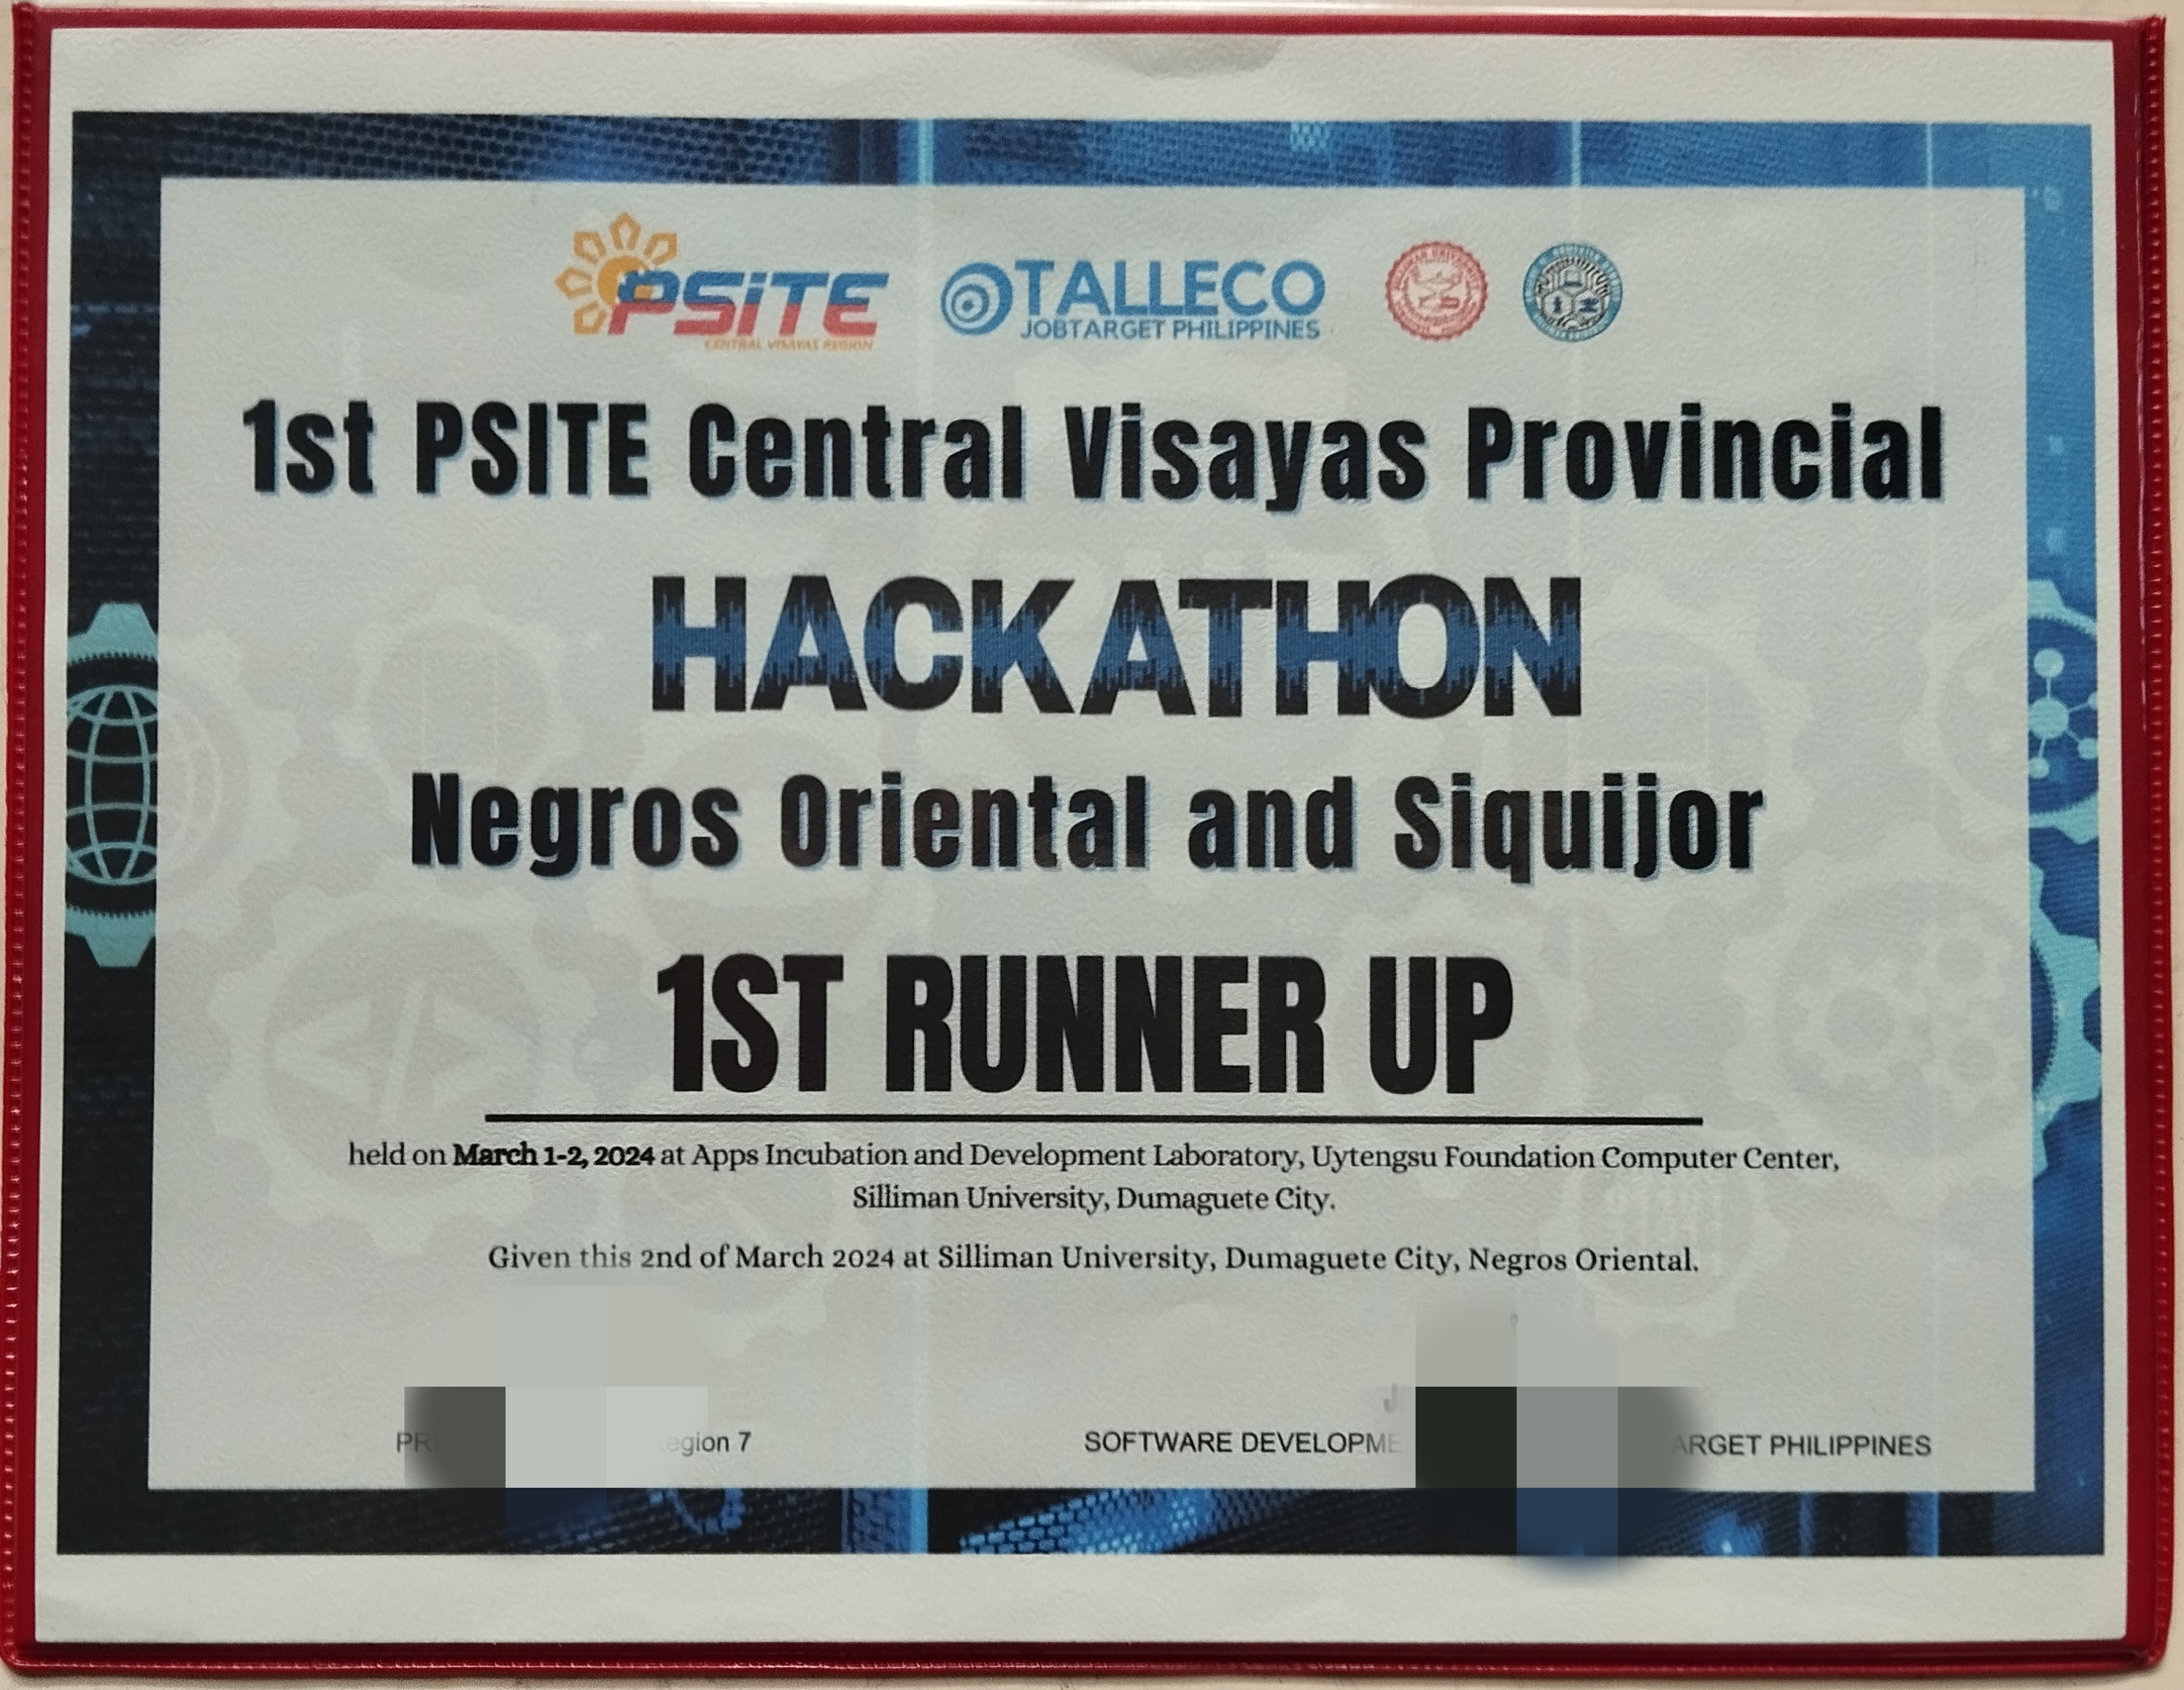 PSiTE
CENTRAL VISAYAS REGION
TALLECO
JOBTARGET PHILIPPINES
1st PSITE Central Visayas Provincial
HACKATHON
Negros Oriental and Siquijor
1ST RUNNER UP
held on March 1-2, 2024 at Apps Incubation and Development Laboratory, Uytengsu Foundation Computer Center,
Silliman University, Dumaguete City.
Given this 2nd of March 2024 at Silliman University, Dumaguete City, Negros Oriental.
7
SOFTWARE PHILIPPINES